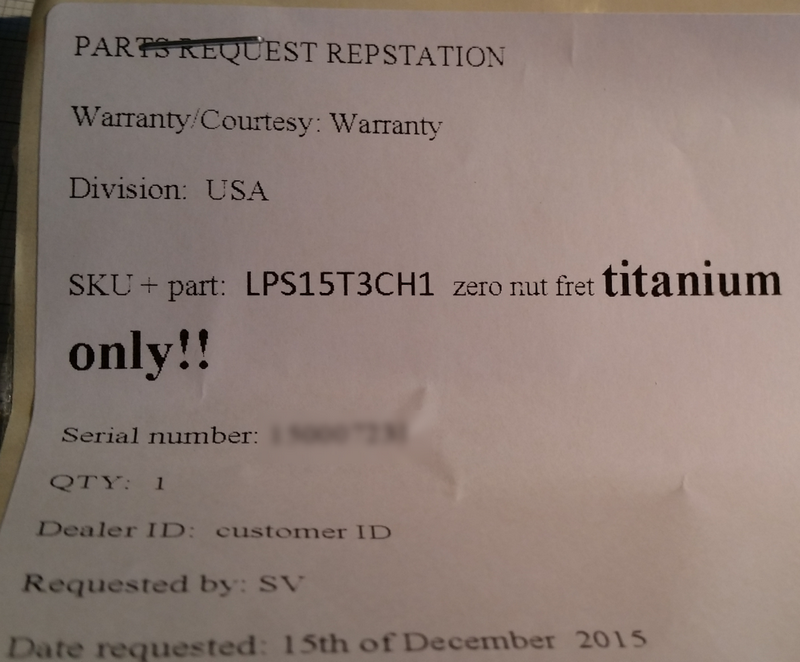 PARTS REQUEST REPSTATION
Warranty/Courtesy: Warranty
Division: USA
SKU + part: LPS15T3CH1 zero nut fret titanium
only!!
Serial number:
QTY: 1
Dealer ID: customer ID
Requested by: SV
Date requested: 15th of December 2015